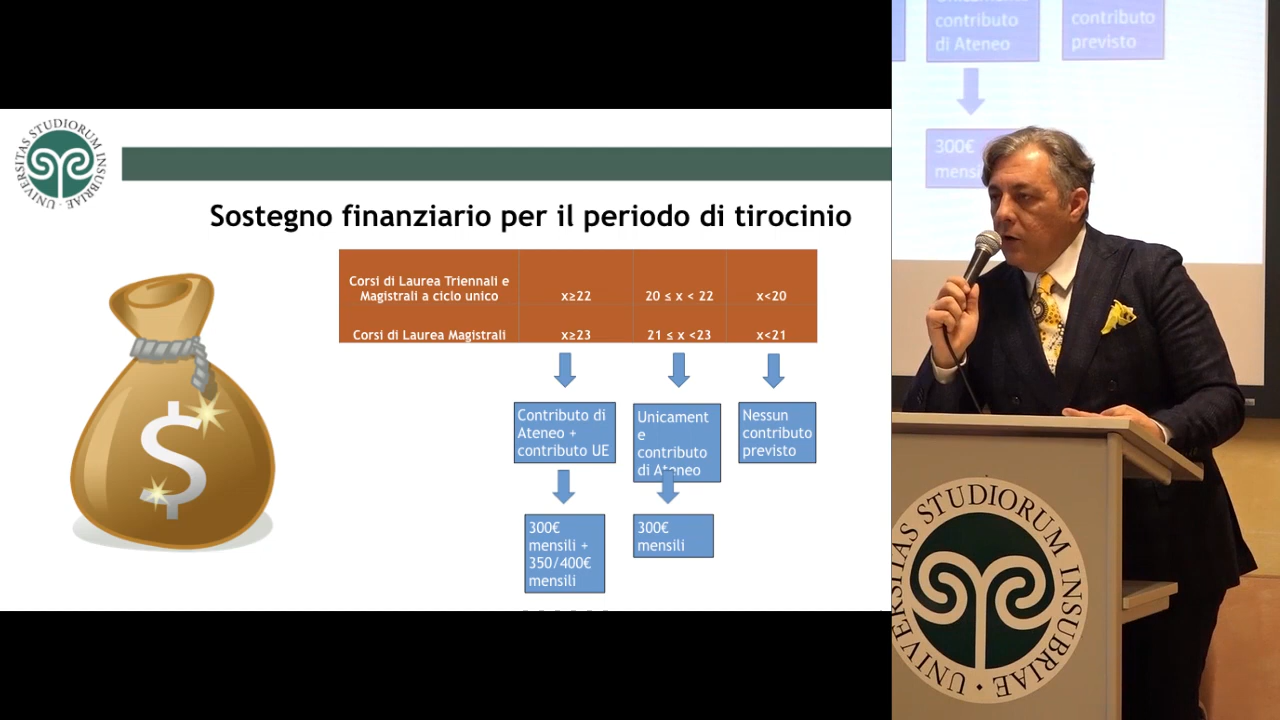 UNIVERSITAS STUDIORUM INSUBRIAE
Sostegno finanziario per il periodo di tirocinio
Corsi di Laurea Triennali e
Magistrali a ciclo unico
x≥22
20 ≤ x < 22
x<20
Corsi di Laurea Magistrali
x≥23
21 ≤ x <23
x<21
Contributo di
Ateneo +
contributo UE
Unicament
e
contributo
di Ateneo
Nessun
contributo
previsto
300€
mensili +
350/400€
mensili
300€
mensili
$
contributo
di Ateneo
contributo
previsto
300€
UNIVERSITAS STUDIORUM INSUBRIAE